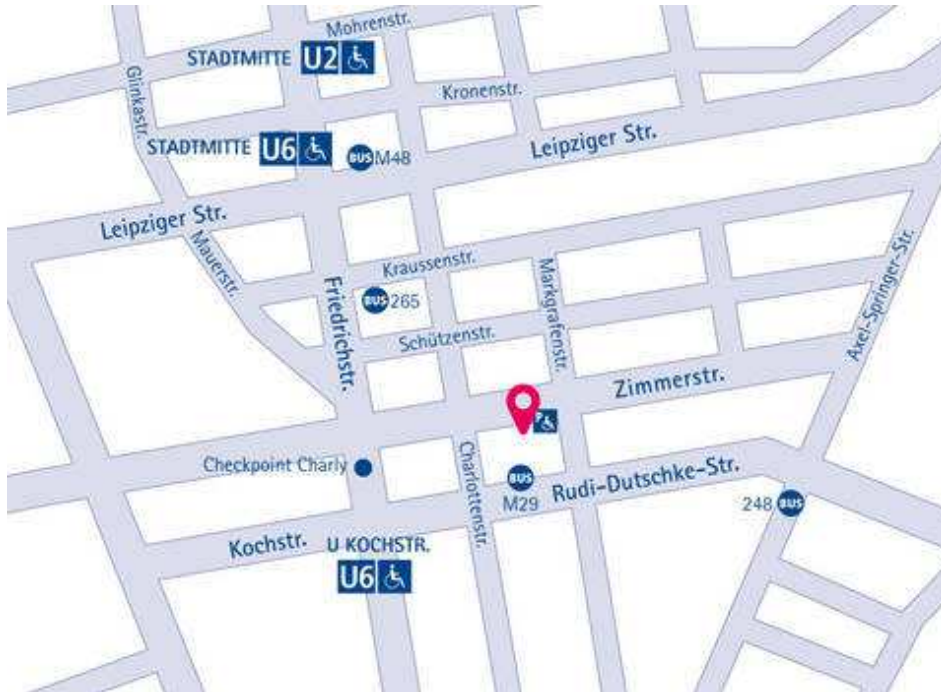 Mohrenstr.
STADTMITTE U2
Glinkastr.
Kronenstr.
STADTMITTE U6
BUS M48
Leipziger Str.
Leipziger Str.
Mauerstr.
Kraussenstr.
Markgrafenstr.
Axel-Springer-Str.
Friedrichstr.
BUS 265
Schützenstr.
Zimmerstr.
P
Checkpoint Charly
Charlottenstr.
BUS
M29
Rudi-Dutschke-Str.
248 BUS
Kochstr.
U KOCHSTR.
U6